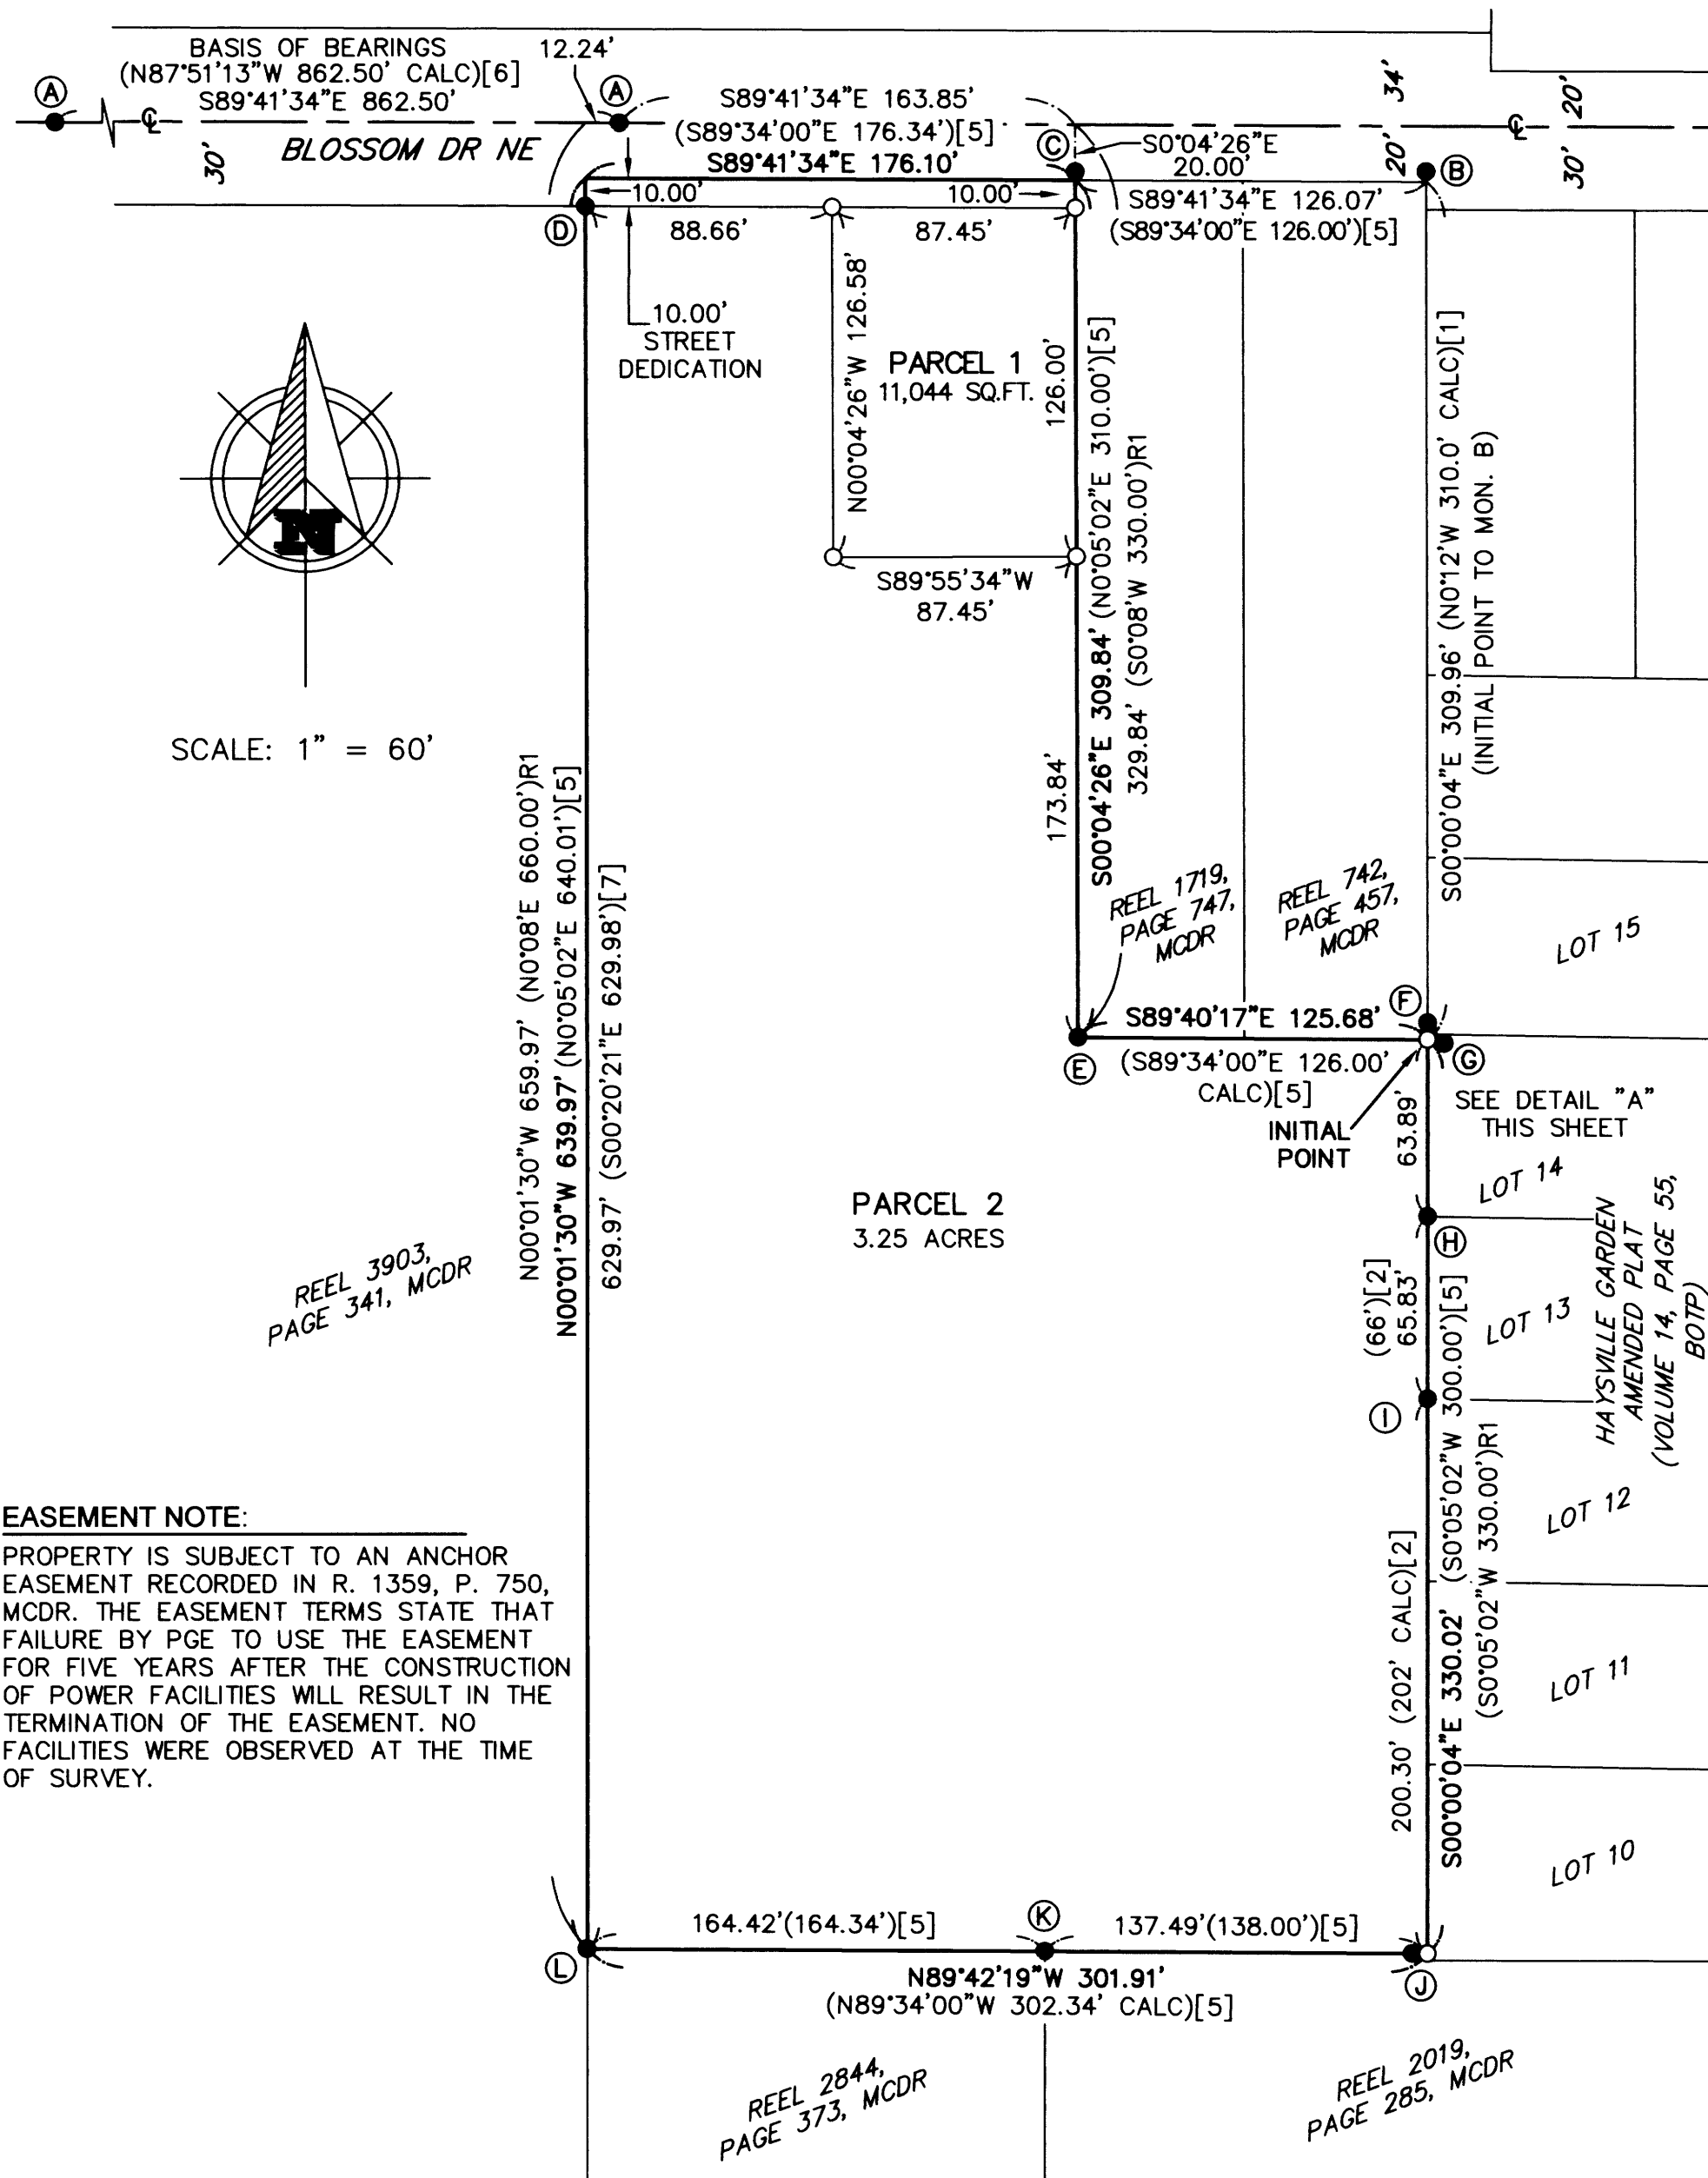 BASIS OF BEARINGS
(N87°51'13"W 862.50' CALC)[6]
S89°41'34"E 862.50'
12.24'
A
A
S89°41'34"E 163.85'
(S89°34'00"E 176.34')[5]
S89°41'34"E 176.10'
C
S0°04'26"E
20.00'
34'
20'
20'
30'
B
30'
BLOSSOM DR NE
10.00'
10.00'
S89°41'34"E 126.07'
(S89°34'00"E 126.00')[5]
D
88.66'
87.45'
10.00'
STREET
DEDICATION
N00°04'26"W 126.58'
PARCEL 1
11,044 SQ.FT.
126.00'
S89°55'34"W
87.45'
S00°04'26"E 309.84' (N0°05'02"E 310.00')[5]
329.84' (S0°08'W 330.00')R1
173.84'
S00°00'04"E 309.96' (N0°12'W 310.0' CALC)[1]
(INITIAL POINT TO MON. B)
N
SCALE: 1" = 60'
N00°01'30"W 659.97' (N0°08'E 660.00')R1
N00°01'30"W 639.97' (N0°05'02"E 640.01')[5]
629.97' (S00°20'21"E 629.98')[7]
REEL 1719,
PAGE 747,
MCDR
REEL 742,
PAGE 457,
MCDR
LOT 15
F
S89°40'17"E 125.68'
E
(S89°34'00"E 126.00'
CALC)[5]
G
INITIAL
POINT
SEE DETAIL "A"
THIS SHEET
63.89'
LOT 14
H
PARCEL 2
3.25 ACRES
REEL 3903,
PAGE 341, MCDR
(66')[2]
65.83'
LOT 13
HAYSVILLE GARDEN
AMENDED PLAT
(VOLUME 14, PAGE 55,
BOTP)
I
S00°00'04"E 330.02' (S0°05'02"W 300.00')[5]
(S0°05'02"W 330.00')R1
200.30' (202' CALC)[2]
LOT 12
LOT 11
LOT 10
EASEMENT NOTE:
PROPERTY IS SUBJECT TO AN ANCHOR
EASEMENT RECORDED IN R. 1359, P. 750,
MCDR. THE EASEMENT TERMS STATE THAT
FAILURE BY PGE TO USE THE EASEMENT
FOR FIVE YEARS AFTER THE CONSTRUCTION
OF POWER FACILITIES WILL RESULT IN THE
TERMINATION OF THE EASEMENT. NO
FACILITIES WERE OBSERVED AT THE TIME
OF SURVEY.
164.42'(164.34')[5]
K
137.49'(138.00')[5]
L
N89°42'19"W 301.91'
(N89°34'00"W 302.34' CALC)[5]
J
REEL 2844,
PAGE 373, MCDR
REEL 2019,
PAGE 285, MCDR